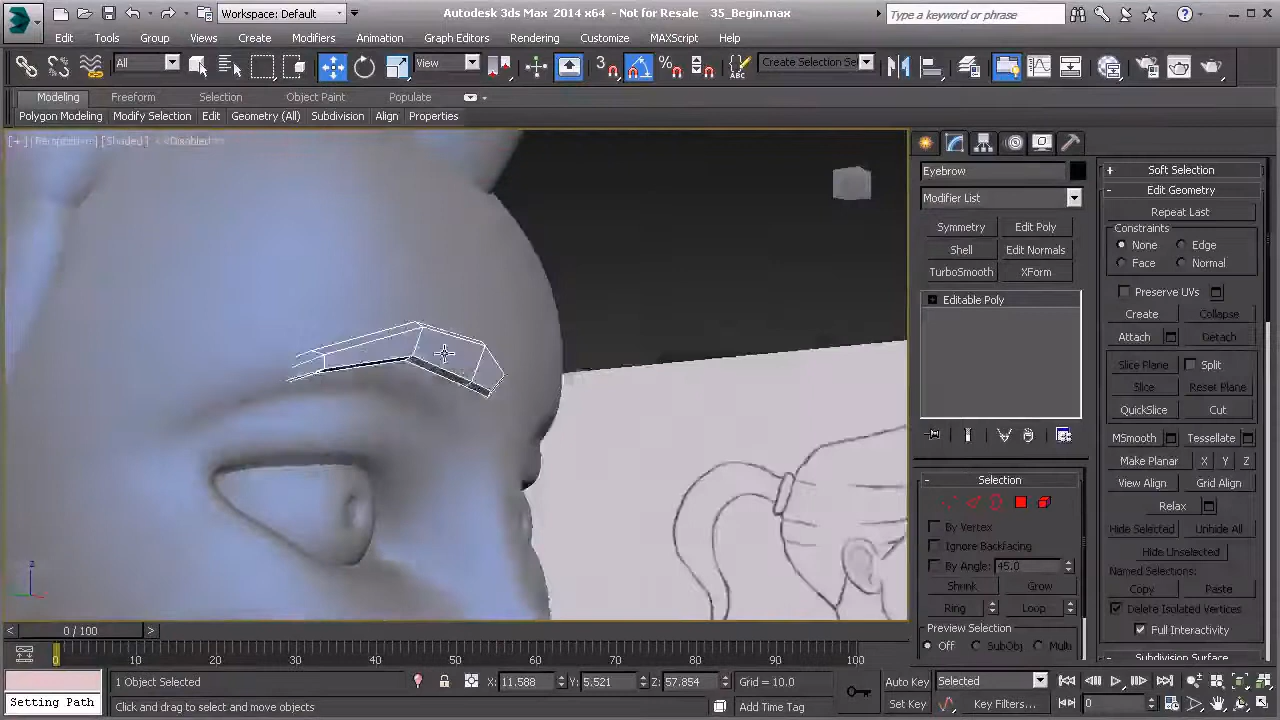 Workspace: Default
Autodesk 3ds Max 2014 x64 - Not for Resale 35_Begin.max
Type a keyword or phrase
Edit Tools Group Views Create Modifiers Animation Graph Editors Rendering Customize MAXScript Help
All View 3 Create Selection Se
Modeling Freeform Selection Object Paint Populate
Polygon Modeling Modify Selection Edit Geometry (All) Subdivision Align Properties
[+] [Perspective] [Shaded] <<Disabled>>
Eyebrow
Modifier List
Symmetry Edit Poly
Shell Edit Normals
TurboSmooth XForm
Editable Poly
Selection
By Vertex
Ignore Backfacing
By Angle: 45.0
Shrink Grow
Ring Loop
Preview Selection
Off SubObj Multi
Soft Selection
Edit Geometry
Repeat Last
Constraints
None Edge
Face Normal
Preserve UVs
Create Collapse
Attach Detach
Slice Plane Split
Slice Reset Plane
QuickSlice Cut
MSmooth Tessellate
Make Planar X Y Z
View Align Grid Align
Relax
Hide Selected Unhide All
Hide Unselected
Named Selections:
Copy Paste
Delete Isolated Vertices
Full Interactivity
Subdivision Surface
z
< 0 / 100 >
0 10 20 30 40 50 60 70 80 90 100
1 Object Selected X: 11.588 Y: 5.521 Z: 57.854 Grid = 10.0 Auto Key Selected
Setting Path Click and drag to select and move objects Add Time Tag Set Key Key Filters... 0